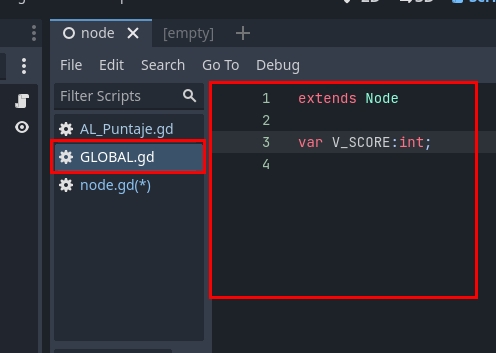 node
[empty]
File Edit Search Go To Debug
Filter Scripts
AL_Puntaje.gd
GLOBAL.gd
node.gd(*)
1 extends Node
2
3 var V_SCORE:int;
4